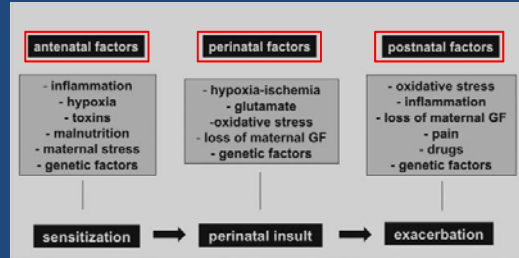 antenatal factors
- inflammation
- hypoxia
- toxins
- malnutrition
- maternal stress
- genetic factors
sensitization
perinatal factors
- hypoxia-ischemia
- glutamate
-oxidative stress
- loss of maternal GF
- genetic factors
perinatal insult
postnatal factors
- oxidative stress
- inflammation
- loss of maternal GF
- pain
- drugs
- genetic factors
exacerbation